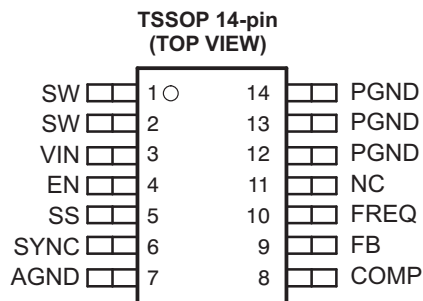 TSSOP 14-pin
(TOP VIEW)
SW 1 14 PGND
SW 2 13 PGND
VIN 3 12 PGND
EN 4 11 NC
SS 5 10 FREQ
SYNC 6 9 FB
AGND 7 8 COMP